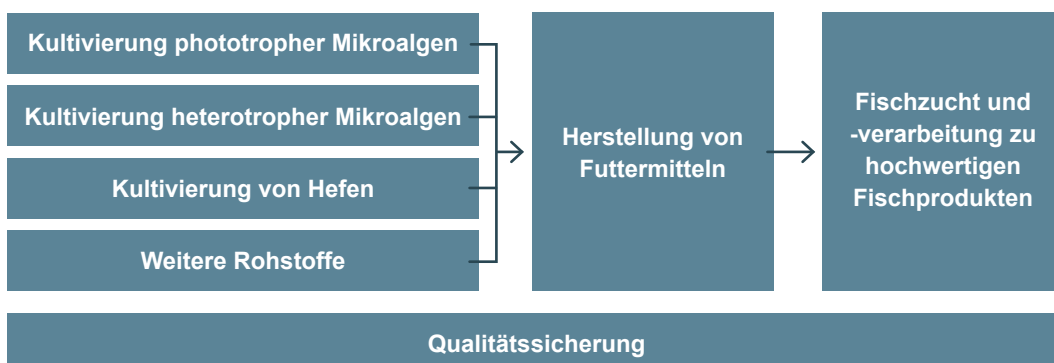 Kultivierung phototropher Mikroalgen
Kultivierung heterotropher Mikroalgen
Kultivierung von Hefen
Weitere Rohstoffe
Herstellung von
Futtermitteln
Fischzucht und
-verarbeitung zu
hochwertigen
Fischprodukten
Qualitätssicherung